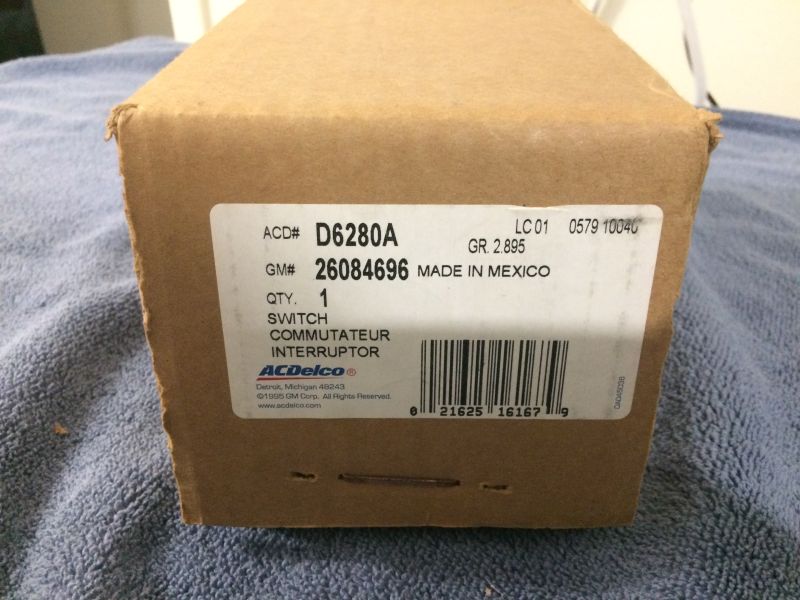 ACD# D6280A LC 01 0579 1004C
GR. 2.895
GM# 26084696 MADE IN MEXICO
QTY. 1
SWITCH
COMMUTATEUR
INTERRUPTOR
ACDelco®
Detroit, Michigan 48243
©1995 GM Corp. All Rights Reserved.
www.acdelco.com
0 21625 16167 9